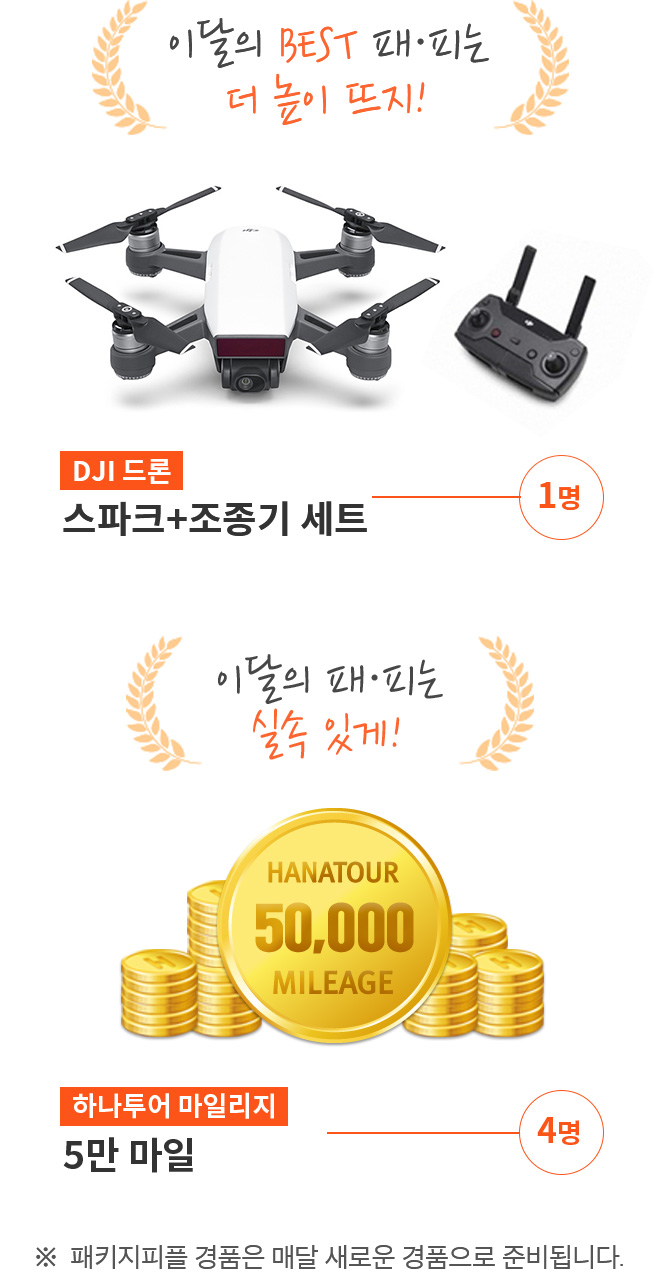 이달의 BEST 패·피는
더 높이 뜨지!
DJI 드론
스파크+조종기 세트
1명
이달의 패·피는
실속 있게!
HANATOUR
50,000
MILEAGE
하나투어 마일리지
5만 마일
4명
※ 패키지피플 경품은 매달 새로운 경품으로 준비됩니다.